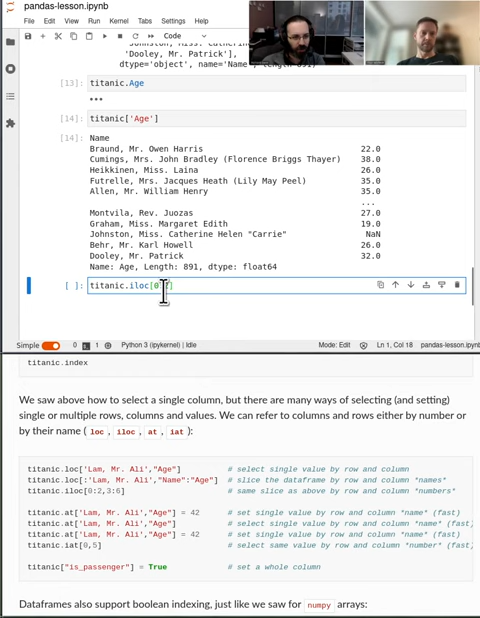 pandas-lesson.ipynb
Run Kernel Tabs Settings Help
Code
'Dooley, Mr. Patrick'],
dtype='object', name='Name', length=891)
[13]: titanic.Age
•••
[14]: titanic['Age']
[14]: Name
Braund, Mr. Owen Harris 22.0
Cumings, Mrs. John Bradley (Florence Briggs Thayer) 38.0
Heikkinen, Miss. Laina 26.0
Futrelle, Mrs. Jacques Heath (Lily May Peel) 35.0
Allen, Mr. William Henry 35.0
...
Montvila, Rev. Juozas 27.0
Graham, Miss. Margaret Edith 19.0
Johnston, Miss. Catherine Helen "Carrie" NaN
Behr, Mr. Karl Howell 26.0
Dooley, Mr. Patrick 32.0
Name: Age, Length: 891, dtype: float64
[ ]: titanic.iloc[0
Simple 0 1 Python 3 (ipykernel) | Idle Mode: Edit Ln 1, Col 18 pandas-lesson.ipynb
titanic.index
We saw above how to select a single column, but there are many ways of selecting (and setting)
single or multiple rows, columns and values. We can refer to columns and rows either by number or
by their name ( loc , iloc , at , iat ):
titanic.loc['Lam, Mr. Ali',"Age"] # select single value by row and column
titanic.loc[:'Lam, Mr. Ali',"Name":"Age"] # slice the dataframe by row and column *names*
titanic.iloc[0:2,3:6] # same slice as above by row and column *numbers*
titanic.at['Lam, Mr. Ali',"Age"] = 42 # set single value by row and column *name* (fast)
titanic.at['Lam, Mr. Ali',"Age"] # select single value by row and column *name* (fast)
titanic.at['Lam, Mr. Ali',"Age"] = 42 # set single value by row and column *name* (fast)
titanic.iat[0,5] # select same value by row and column *number* (fast)
titanic["is_passenger"] = True # set a whole column
Dataframes also support boolean indexing, just like we saw for numpy arrays: